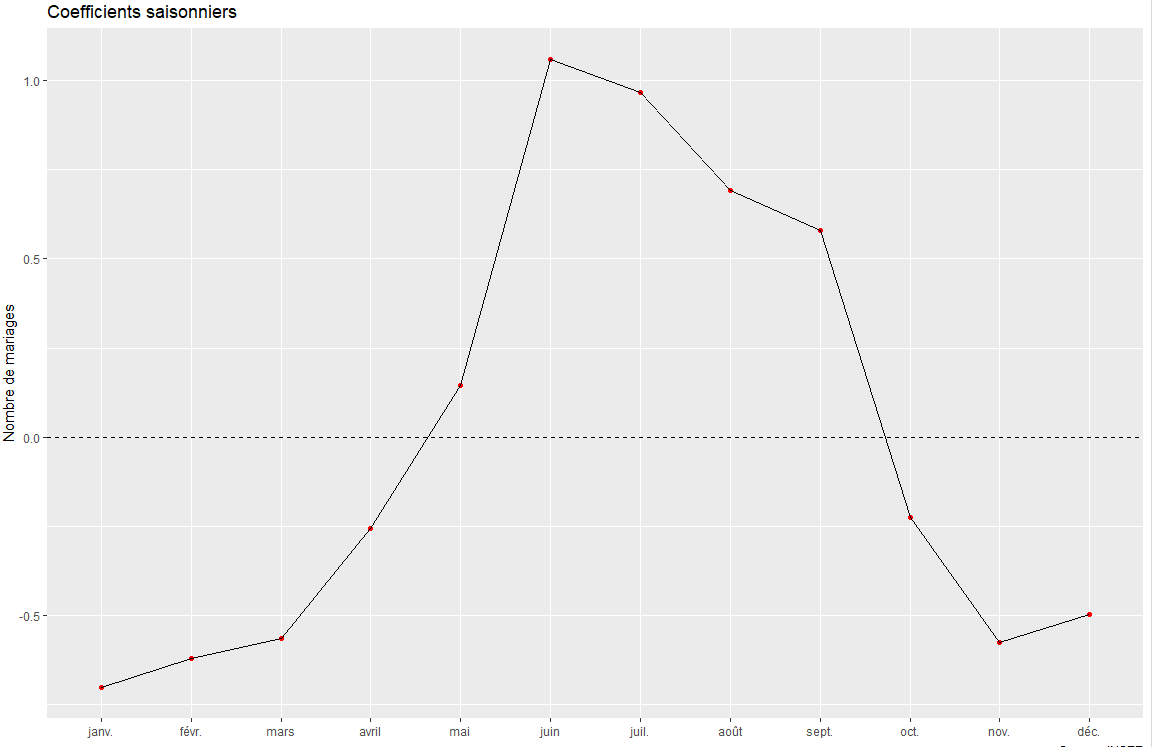 Coefficients saisonniers
Nombre de mariages
1.0
0.5
0.0
-0.5
janv. févr. mars avril mai juin juil. août sept. oct. nov. déc.